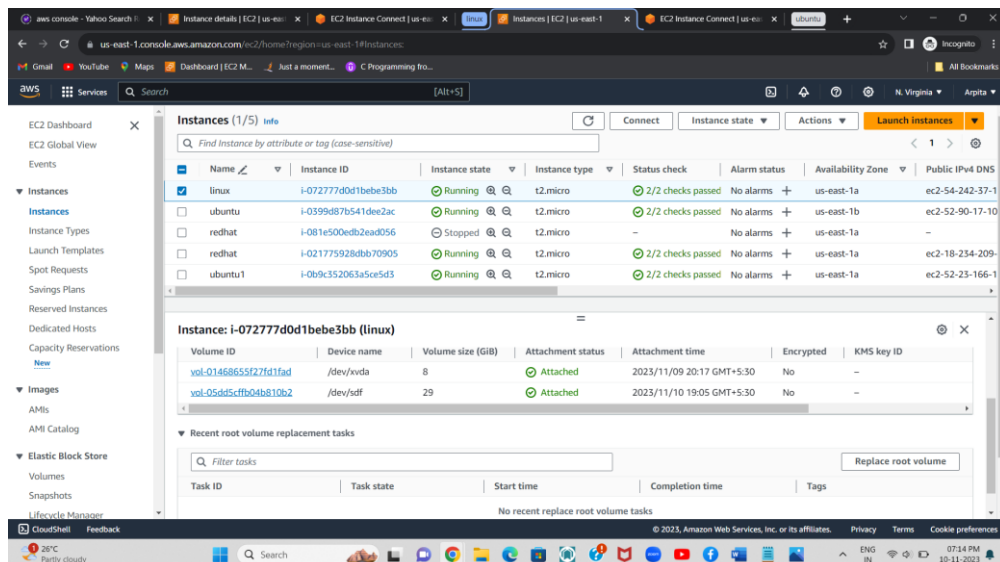 aws console - Yahoo Search R
Instance details | EC2 | us-eas
EC2 Instance Connect | us-ea
linux
Instances | EC2 | us-east-1
EC2 Instance Connect | us-ea
ubuntu
us-east-1.console.aws.amazon.com/ec2/home?region=us-east-1#Instances:
Incognito
Gmail YouTube Maps Dashboard | EC2 M... Just a moment... C Programming fro... All Bookmarks
aws Services Search [Alt+S] N. Virginia Arpita
EC2 Dashboard
EC2 Global View
Events
Instances
Instances
Instance Types
Launch Templates
Spot Requests
Savings Plans
Reserved Instances
Dedicated Hosts
Capacity Reservations
New
Images
AMIs
AMI Catalog
Elastic Block Store
Volumes
Snapshots
Lifecycle Manager
Instances (1/5) Info Connect Instance state Actions Launch instances
Find Instance by attribute or tag (case-sensitive) 1
Name Instance ID Instance state Instance type Status check Alarm status Availability Zone Public IPv4 DNS
linux i-072777d0d1bebe3bb Running t2.micro 2/2 checks passed No alarms + us-east-1a ec2-54-242-37-1
ubuntu i-0399d87b541dee2ac Running t2.micro 2/2 checks passed No alarms + us-east-1b ec2-52-90-17-10
redhat i-081e500edb2ead056 Stopped t2.micro – No alarms + us-east-1a –
redhat i-021775928dbb70905 Running t2.micro 2/2 checks passed No alarms + us-east-1a ec2-18-234-209-
ubuntu1 i-0b9c352063a5ce5d3 Running t2.micro 2/2 checks passed No alarms + us-east-1a ec2-52-23-166-1
Instance: i-072777d0d1bebe3bb (linux)
Volume ID Device name Volume size (GiB) Attachment status Attachment time Encrypted KMS key ID
vol-01468655f27fd1fad /dev/xvda 8 Attached 2023/11/09 20:17 GMT+5:30 No –
vol-05dd5cffb04b810b2 /dev/sdf 29 Attached 2023/11/10 19:05 GMT+5:30 No –
Recent root volume replacement tasks
Filter tasks Replace root volume
Task ID Task state Start time Completion time Tags
No recent replace root volume tasks
CloudShell Feedback © 2023, Amazon Web Services, Inc. or its affiliates. Privacy Terms Cookie preferences
26°C
Partly cloudy
Search
ENG
IN
07:14 PM
10-11-2023